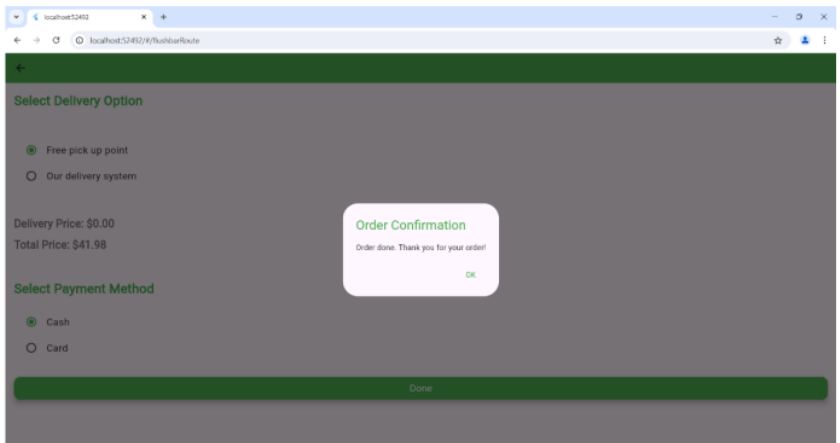 localhost:52492
localhost:52492/#/flushbarRoute
Select Delivery Option
Free pick up point
Our delivery system
Delivery Price: $0.00
Total Price: $41.98
Order Confirmation
Order done. Thank you for your order!
OK
Select Payment Method
Cash
Card
Done